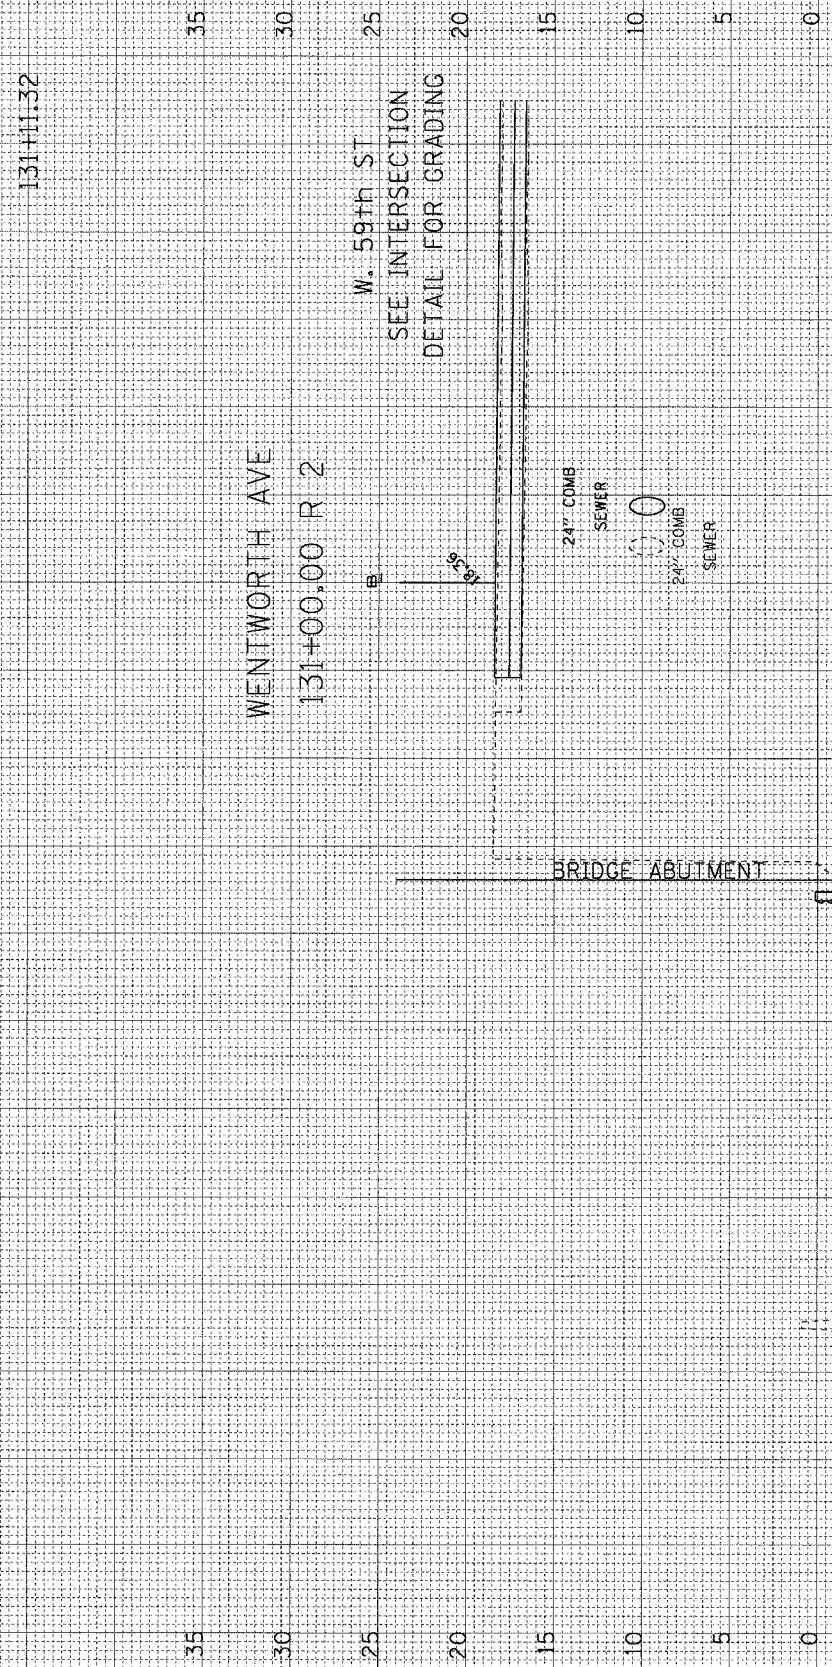 131+11.32
35
30
25
20
15
10
5
0
WENTWORTH AVE
131+00.00 R 2
W. 59th ST
SEE INTERSECTION
DETAIL FOR GRADING
18.36
24" COMB
SEWER
24" COMB
SEWER
BRIDGE ABUTMENT
35
30
25
20
15
10
5
0